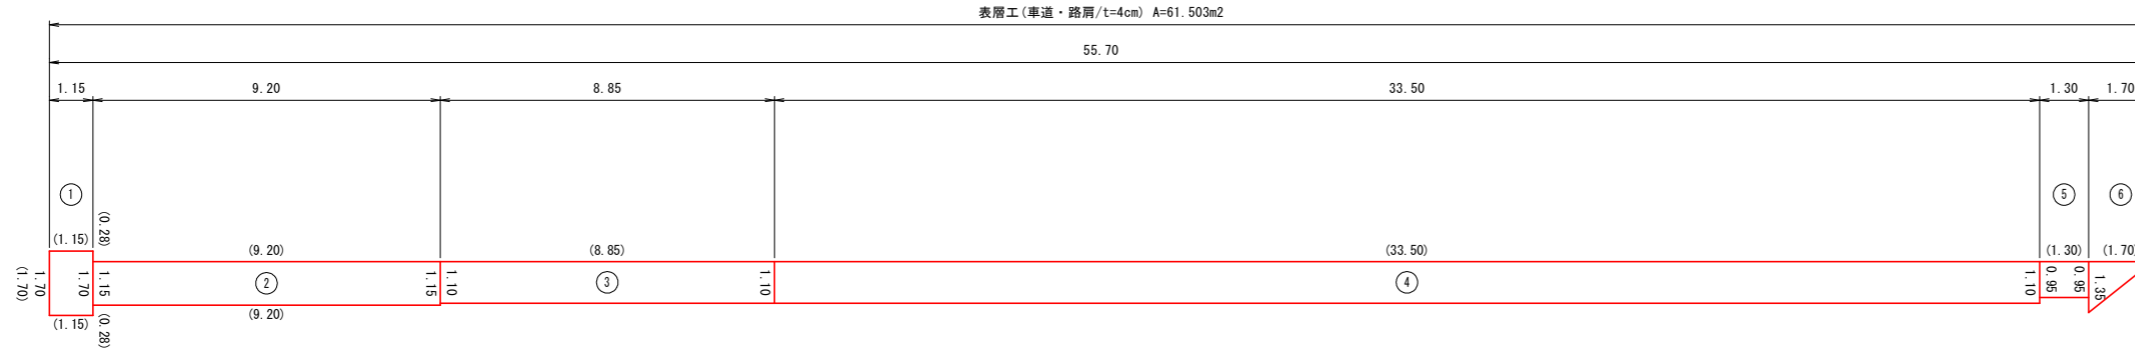 表層工(車道・路肩/t=4cm) A=61.503m2
55.70
1.15 9.20 8.85 33.50 1.30 1.70
① ⑤ ⑥
(0.28)
(1.15) (9.20) (8.85) (33.50) (1.30) (1.70)
(1.70) 1.70 1.70 1.15 ② 1.15 1.10 ③ 1.10 ④ 1.10 0.95 0.95 1.35
(1.15) (0.28) (9.20)